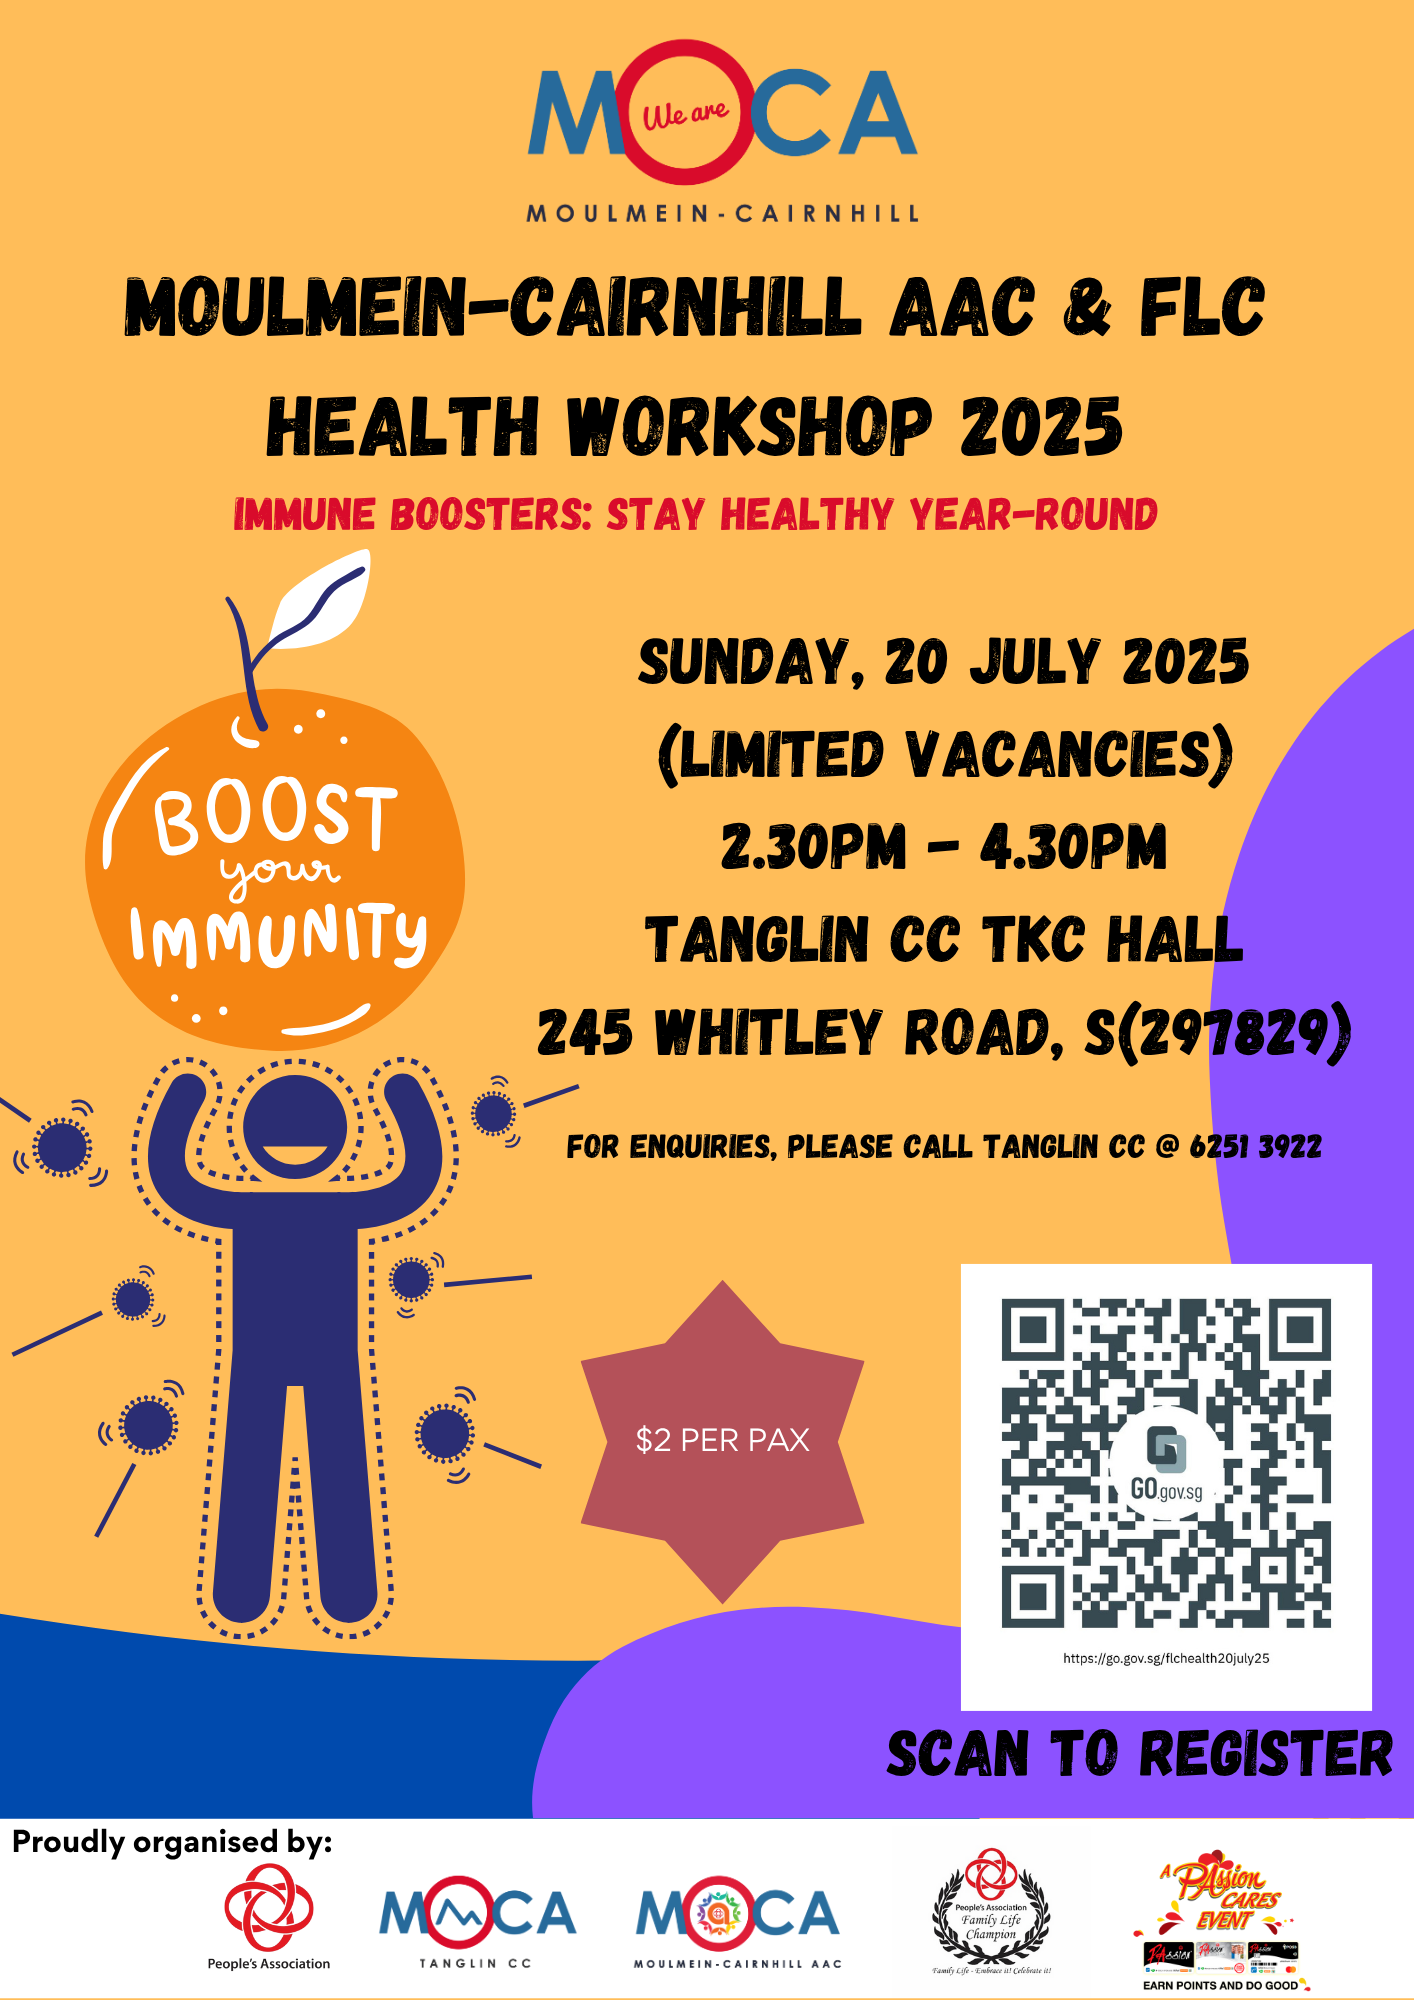 MOCA
We are
MOULMEIN-CAIRNHILL
MOULMEIN-CAIRNHILL AAC & FLC
HEALTH WORKSHOP 2025
IMMUNE BOOSTERS: STAY HEALTHY YEAR-ROUND
BOOST
your
IMMUNITY
SUNDAY, 20 JULY 2025
(LIMITED VACANCIES)
2.30PM - 4.30PM
TANGLIN CC TKC HALL
245 WHITLEY ROAD, S(297829)
FOR ENQUIRIES, PLEASE CALL TANGLIN CC @ 6251 3922
$2 PER PAX
GO.gov.sg
https://go.gov.sg/flchealth20july25
SCAN TO REGISTER
Proudly organised by:
People's Association
MOCA
TANGLIN CC
MOCA
MOULMEIN-CAIRNHILL AAC
People's Association
Family Life
Champion
Family Life - Embrace it! Celebrate it!
A PAssion
CARES
EVENT
PAssion
PAssion
PAssion
EARN POINTS AND DO GOOD